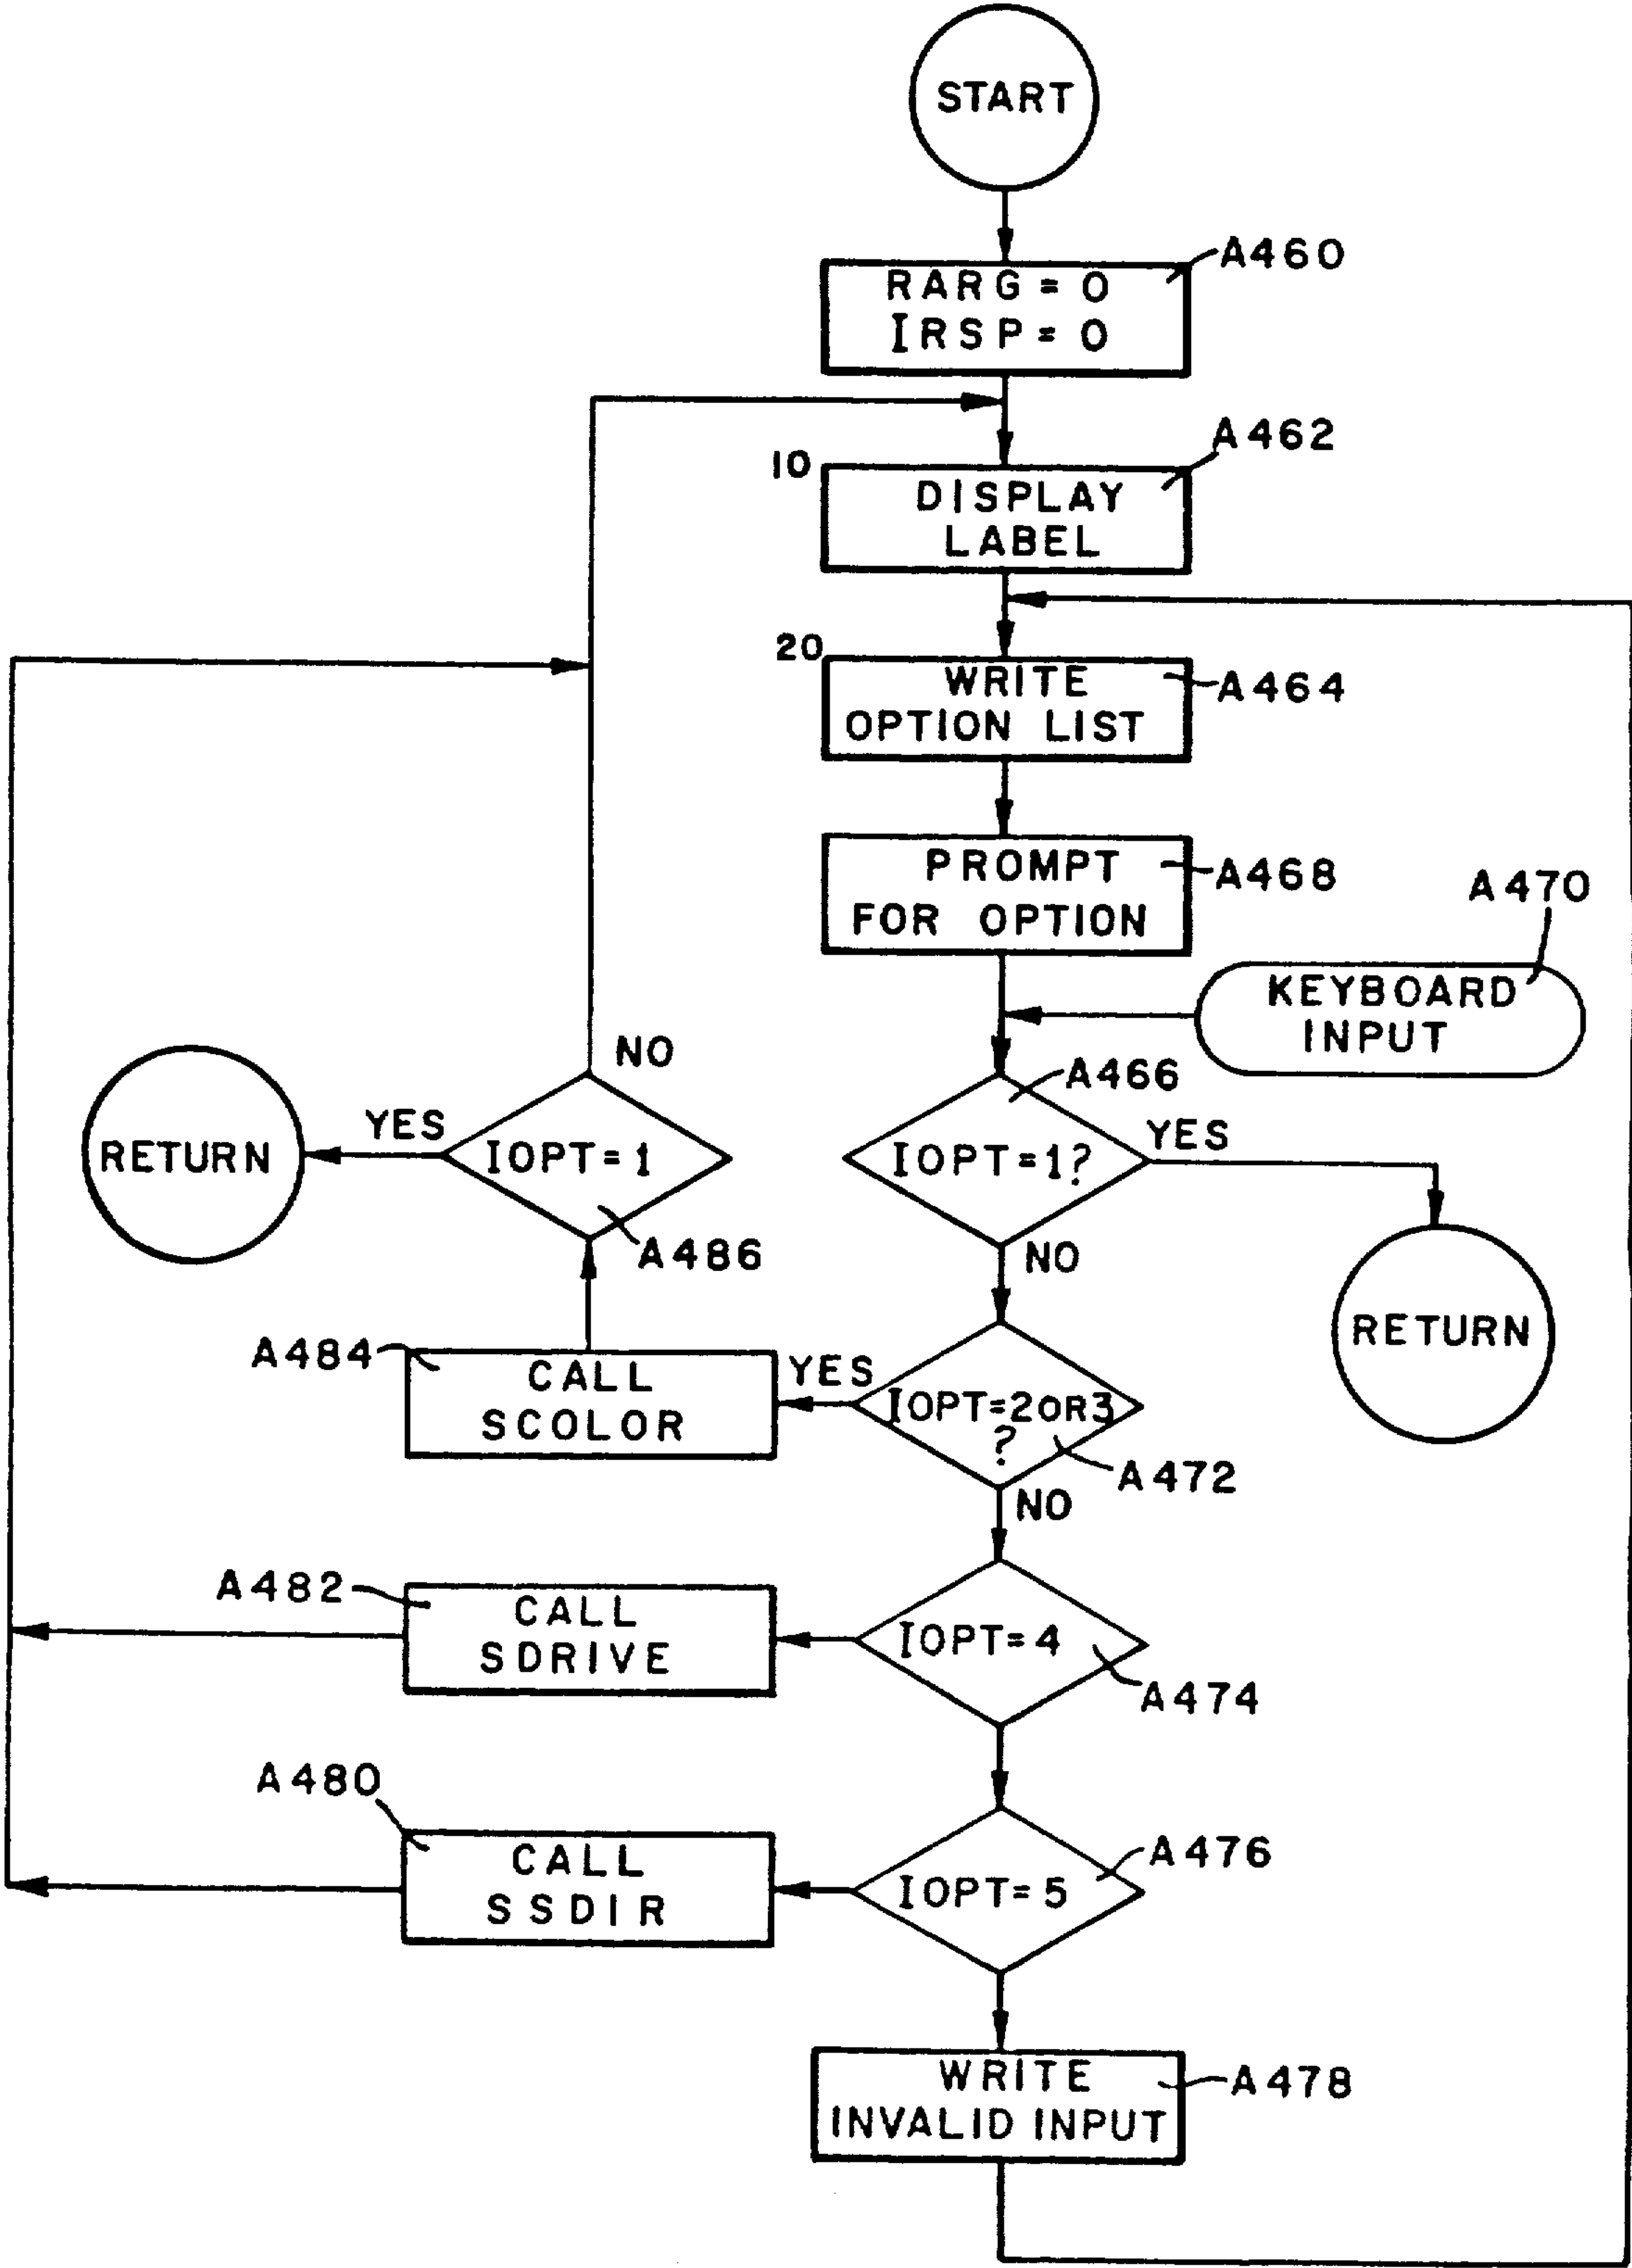 START
A460
RARG = 0
IRSP = 0
A462
10
DISPLAY
LABEL
20
WRITE
OPTION LIST
A464
PROMPT
FOR OPTION
A468
A470
KEYBOARD
INPUT
NO
A466
RETURN
YES
IOPT=1
IOPT=1?
YES
A486
NO
RETURN
A484
CALL
SCOLOR
YES
IOPT=2OR3
?
A472
NO
A482
CALL
SDRIVE
IOPT=4
A474
A480
CALL
SSDIR
IOPT=5
A476
WRITE
INVALID INPUT
A478